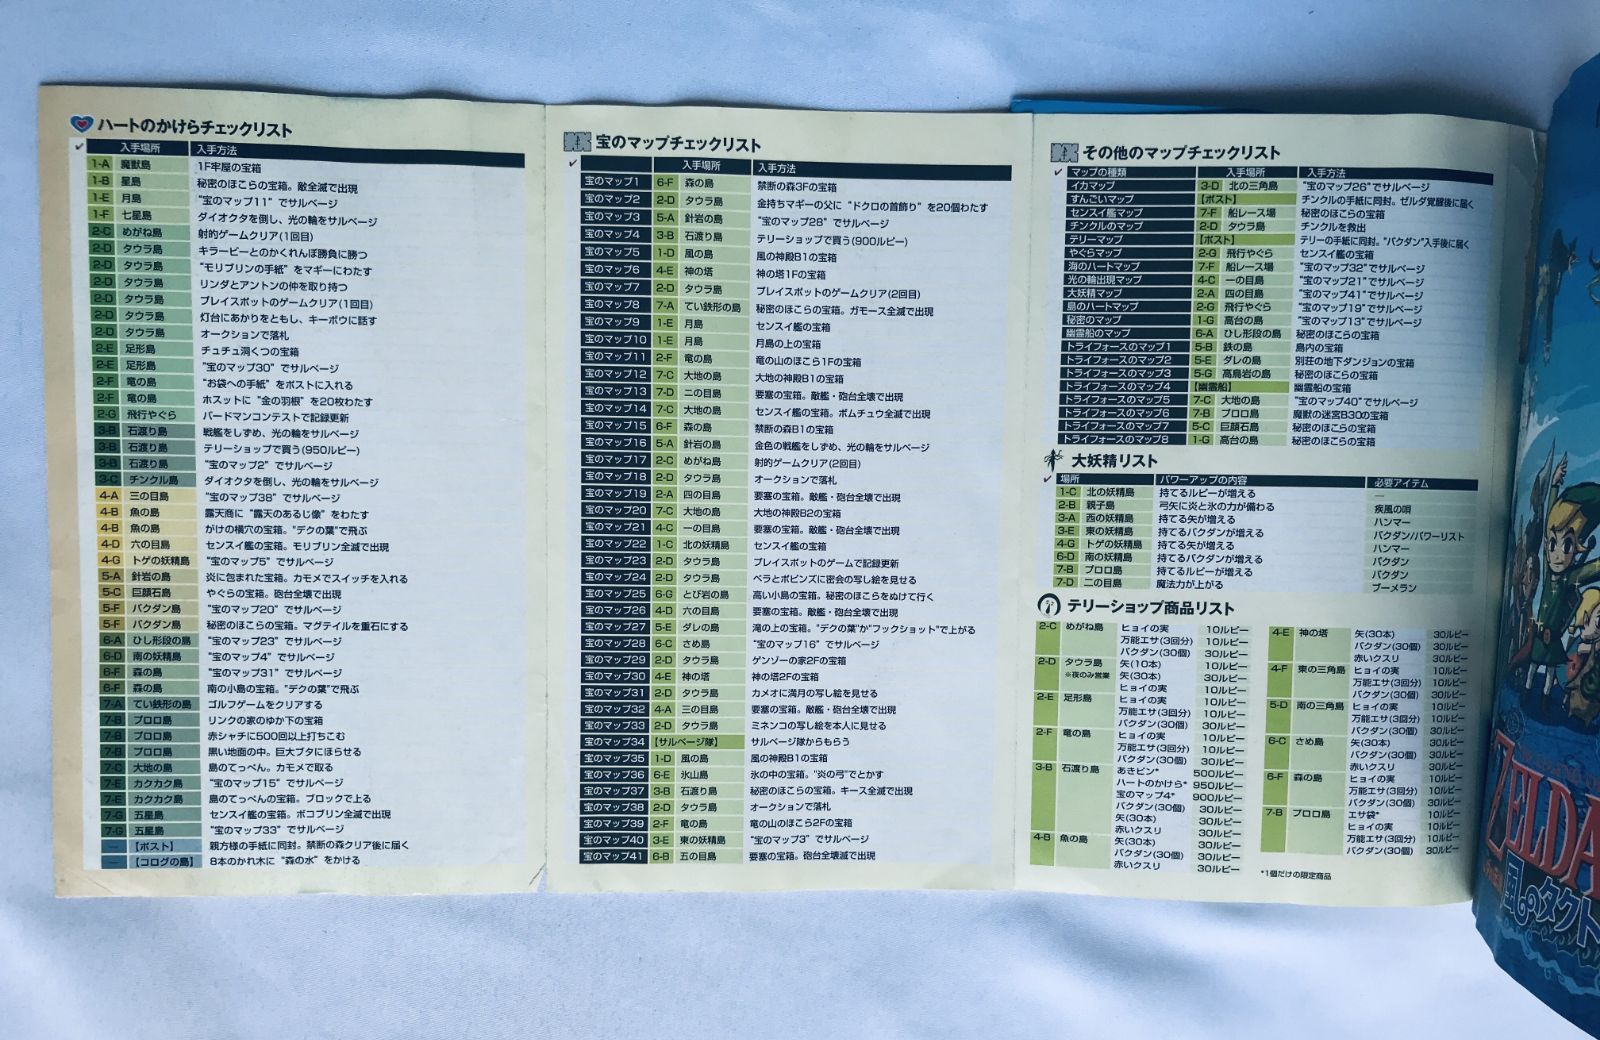 ハートのかけらチェックリスト
✓ 入手場所 入手方法
1-A 魔獣島 1F牢屋の宝箱
1-B 星島 秘密のほこらの宝箱。敵全滅で出現
1-E 月島 "宝のマップ11"でサルベージ
1-F 七星島 ダイオクタを倒し、光の輪をサルベージ
2-C めがね島 射的ゲームクリア(1回目)
2-D タウラ島 キラービーとのかくれんぼ勝負に勝つ
2-D タウラ島 "モリブリンの手紙"をマギーにわたす
2-D タウラ島 リンダとアントンの仲を取り持つ
2-D タウラ島 プレイスポットのゲームクリア(1回目)
2-D タウラ島 灯台にあかりをともし、キーボウに話す
2-D タウラ島 オークションで落札
2-E 足形島 チュチュ洞くつの宝箱
2-E 足形島 "宝のマップ30"でサルベージ
2-F 竜の島 "お袋への手紙"をポストに入れる
2-F 竜の島 ホスットに"金の羽根"を20枚わたす
2-G 飛行やぐら バードマンコンテストで記録更新
3-B 石渡り島 戦艦をしずめ、光の輪をサルベージ
3-B 石渡り島 テリーショップで買う(950ルピー)
3-B 石渡り島 "宝のマップ2"でサルベージ
3-C チンクル島 ダイオクタを倒し、光の輪をサルベージ
4-A 三の目島 "宝のマップ38"でサルベージ
4-B 魚の島 露天商に"露天のあるじ像"をわたす
4-B 魚の島 がけの横穴の宝箱。"デクの葉"で飛ぶ
4-D 六の目島 センスイ艦の宝箱。モリブリン全滅で出現
4-G トゲの妖精島 "宝のマップ5"でサルベージ
5-A 針岩の島 炎に包まれた宝箱。カモメでスイッチを入れる
5-C 巨顔石島 やぐらの宝箱。砲台全壊で出現
5-F バクダン島 "宝のマップ20"でサルベージ
5-F バクダン島 秘密のほこらの宝箱。マグテイルを重石にする
6-A ひし形段の島 "宝のマップ23"でサルベージ
6-D 南の妖精島 "宝のマップ4"でサルベージ
6-F 森の島 "宝のマップ31"でサルベージ
6-F 森の島 南の小島の宝箱。"デクの葉"で飛ぶ
7-A てい鉄形の島 ゴルフゲームをクリアする
7-B プロロ島 リンクの家のゆか下の宝箱
7-B プロロ島 赤シャチに500回以上打ちこむ
7-B プロロ島 黒い地面の中。巨大ブタにほらせる
7-C 大地の島 島のてっぺん。カモメで取る
7-E カクカク島 "宝のマップ15"でサルベージ
7-E カクカク島 島のてっぺんの宝箱。ブロックで上る
7-G 五星島 センスイ艦の宝箱。ボコブリン全滅で出現
7-G 五星島 "宝のマップ33"でサルベージ
― 【ポスト】 親方様の手紙に同封。禁断の森クリア後に届く
― 【コログの島】 8本のかれ木に"森の水"をかける
宝のマップチェックリスト
✓ 入手場所 入手方法
宝のマップ1 6-F 森の島 禁断の森3Fの宝箱
宝のマップ2 2-D タウラ島 金持ちマギーの父に"ドクロの首飾り"を20個わたす
宝のマップ3 5-A 針岩の島 "宝のマップ28"でサルベージ
宝のマップ4 3-B 石渡り島 テリーショップで買う(900ルピー)
宝のマップ5 1-D 風の島 風の神殿B1の宝箱
宝のマップ6 4-E 神の塔 神の塔1Fの宝箱
宝のマップ7 2-D タウラ島 プレイスポットのゲームクリア(2回目)
宝のマップ8 7-A てい鉄形の島 秘密のほこらの宝箱。ガモース全滅で出現
宝のマップ9 1-E 月島 センスイ艦の宝箱
宝のマップ10 1-E 月島 月島の上の宝箱
宝のマップ11 2-F 竜の島 竜の山のほこら1Fの宝箱
宝のマップ12 7-C 大地の島 大地の神殿B1の宝箱
宝のマップ13 7-D 二の目島 要塞の宝箱。敵艦・砲台全壊で出現
宝のマップ14 7-C 大地の島 センスイ艦の宝箱。ボムチュウ全滅で出現
宝のマップ15 6-F 森の島 禁断の森B1の宝箱
宝のマップ16 5-A 針岩の島 金色の戦艦をしずめ、光の輪をサルベージ
宝のマップ17 2-C めがね島 射的ゲームクリア(2回目)
宝のマップ18 2-D タウラ島 オークションで落札
宝のマップ19 2-A 四の目島 要塞の宝箱。敵艦・砲台全壊で出現
宝のマップ20 7-C 大地の島 大地の神殿B2の宝箱
宝のマップ21 4-C 一の目島 要塞の宝箱。敵艦・砲台全壊で出現
宝のマップ22 1-C 北の妖精島 センスイ艦の宝箱
宝のマップ23 2-D タウラ島 プレイスポットのゲームで記録更新
宝のマップ24 2-D タウラ島 ベラとポピンズに密会の写し絵を見せる
宝のマップ25 6-G とび岩の島 高い小島の宝箱。秘密のほこらをぬけて行く
宝のマップ26 4-D 六の目島 要塞の宝箱。敵艦・砲台全壊で出現
宝のマップ27 5-E ダレの島 滝の上の宝箱。"デクの葉"か"フックショット"で上がる
宝のマップ28 6-C さめ島 "宝のマップ16"でサルベージ
宝のマップ29 2-D タウラ島 ゲンゾーの家2Fの宝箱
宝のマップ30 4-E 神の塔 神の塔2Fの宝箱
宝のマップ31 2-D タウラ島 カメオに満月の写し絵を見せる
宝のマップ32 4-A 三の目島 要塞の宝箱。敵艦・砲台全壊で出現
宝のマップ33 2-D タウラ島 ミネンコの写し絵を本人に見せる
宝のマップ34 【サルベージ隊】 サルベージ隊からもらう
宝のマップ35 1-D 風の島 風の神殿B1の宝箱
宝のマップ36 6-E 氷山島 氷の中の宝箱。"炎の弓"でとかす
宝のマップ37 3-B 石渡り島 秘密のほこらの宝箱。キース全滅で出現
宝のマップ38 2-D タウラ島 オークションで落札
宝のマップ39 2-F 竜の島 竜の山のほこら2Fの宝箱
宝のマップ40 3-E 東の妖精島 "宝のマップ3"でサルベージ
宝のマップ41 6-B 五の目島 要塞の宝箱。砲台全壊滅で出現
その他のマップチェックリスト
✓ マップの種類 入手場所 入手方法
イカマップ 3-D 北の三角島 "宝のマップ26"でサルベージ
すんごいマップ 【ポスト】 チンクルの手紙に同封。ゼルダ覚醒後に届く
センスイ艦マップ 7-F 船レース場 秘密のほこらの宝箱
チンクルのマップ 2-D タウラ島 チンクルを救出
テリーマップ 【ポスト】 テリーの手紙に同封。"バクダン"入手後に届く
やぐらマップ 2-G 飛行やぐら センスイ艦の宝箱
海のハートマップ 7-F 船レース場 "宝のマップ32"でサルベージ
光の輪出現マップ 4-C 一の目島 "宝のマップ21"でサルベージ
大妖精マップ 2-A 四の目島 "宝のマップ41"でサルベージ
島のハートマップ 2-G 飛行やぐら "宝のマップ19"でサルベージ
秘密のマップ 1-G 高台の島 "宝のマップ13"でサルベージ
幽霊船のマップ 6-A ひし形段の島 秘密のほこらの宝箱
トライフォースのマップ1 5-B 鉄の島 島内の宝箱
トライフォースのマップ2 5-E ダレの島 別荘の地下ダンジョンの宝箱
トライフォースのマップ3 5-G 高鳥岩の島 秘密のほこらの宝箱
トライフォースのマップ4 【幽霊船】 幽霊船の宝箱
トライフォースのマップ5 7-C 大地の島 "宝のマップ40"でサルベージ
トライフォースのマップ6 7-B プロロ島 魔獣の迷宮B30の宝箱
トライフォースのマップ7 5-C 巨顔石島 秘密のほこらの宝箱
トライフォースのマップ8 1-G 高台の島 秘密のほこらの宝箱
大妖精リスト
✓ 場所 パワーアップの内容 必要アイテム
1-C 北の妖精島 持てるルピーが増える ―
2-B 親子島 弓矢に炎と氷の力が備わる 疾風の唄
3-A 西の妖精島 持てる矢が増える ハンマー
3-E 東の妖精島 持てるバクダンが増える バクダン/パワーリスト
4-G トゲの妖精島 持てる矢が増える ハンマー
6-D 南の妖精島 持てるバクダンが増える バクダン
7-B プロロ島 持てるルピーが増える バクダン
7-D 二の目島 魔法力が上がる ブーメラン
テリーショップ商品リスト
2-C めがね島 ヒョイの実 10ルピー
万能エサ(3回分) 10ルピー
バクダン(30個) 30ルピー
2-D タウラ島 矢(10本) 10ルピー
※夜のみ営業 矢(30本) 30ルピー
ヒョイの実 10ルピー
2-E 足形島 ヒョイの実 10ルピー
万能エサ(3回分) 10ルピー
バクダン(30個) 30ルピー
2-F 竜の島 ヒョイの実 10ルピー
万能エサ(3回分) 10ルピー
バクダン(30個) 30ルピー
3-B 石渡り島 あきビン* 500ルピー
ハートのかけら* 950ルピー
宝のマップ4* 900ルピー
バクダン(30個) 30ルピー
矢(30本) 30ルピー
赤いクスリ 30ルピー
4-B 魚の島 矢(30本) 30ルピー
バクダン(30個) 30ルピー
赤いクスリ 30ルピー
4-E 神の塔 矢(30本) 30ルピー
バクダン(30個) 30ルピー
赤いクスリ 30ルピー
4-F 東の三角島 ヒョイの実 10ルピー
万能エサ(3回分) 10ルピー
バクダン(30個) 30ルピー
5-D 南の三角島 ヒョイの実 10ルピー
万能エサ(3回分) 10ルピー
バクダン(30個) 30ルピー
6-C さめ島 矢(30本) 30ルピー
バクダン(30個) 30ルピー
赤いクスリ 30ルピー
6-F 森の島 ヒョイの実 10ルピー
万能エサ(3回分) 10ルピー
バクダン(30個) 30ルピー
7-B プロロ島 エサ袋* 10ルピー
ヒョイの実 10ルピー
万能エサ(3回分) 10ルピー
バクダン(30個) 30ルピー
*1個だけの限定商品
ZELDA
風のタクト